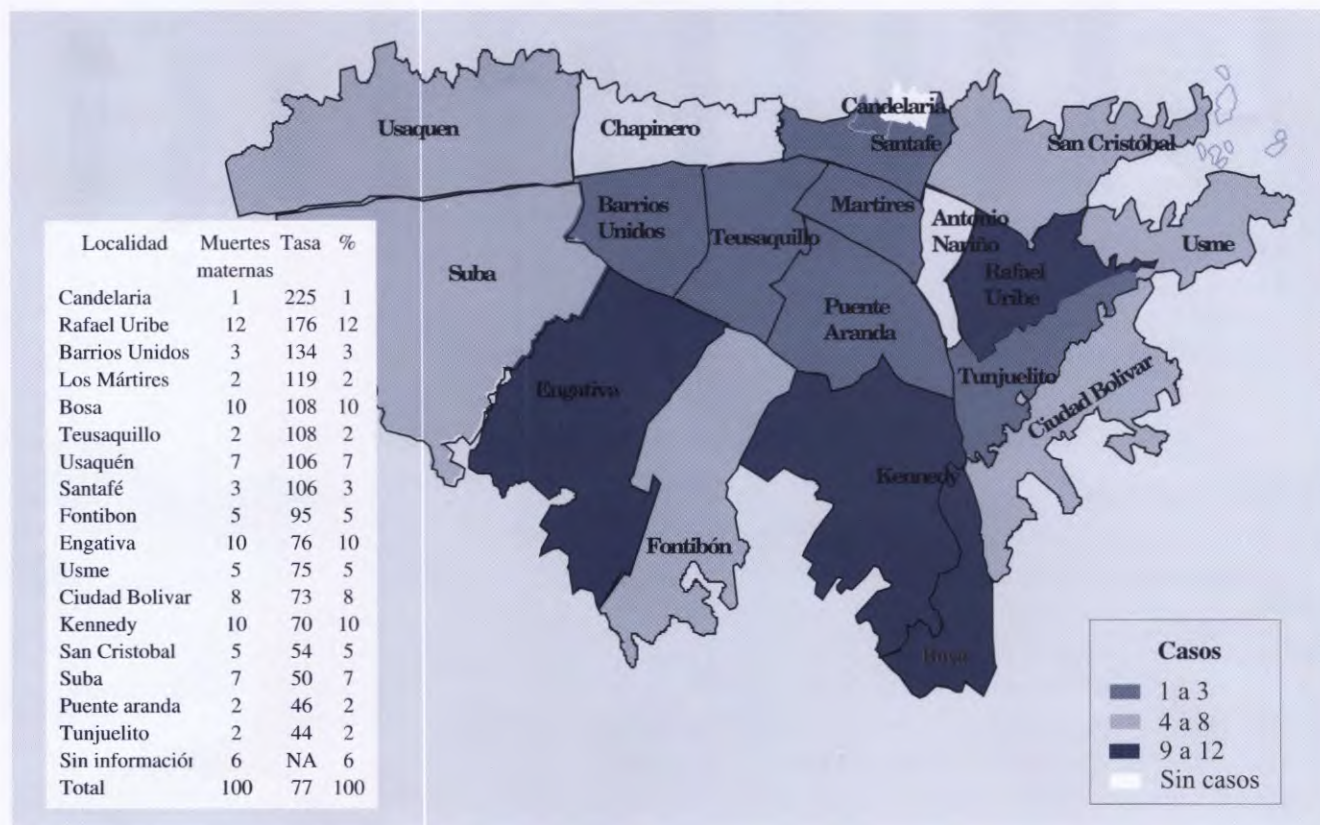 Usaquen
Chapinero
Candelaria
Santafe
San Cristóbal
Barrios
Unidos
Teusaquillo
Martires
Antonio
Nariño
Rafael
Uribe
Usme
Suba
Puente
Aranda
Engativa
Tunjuelito
Ciudad Bolivar
Kennedy
Fontibón
Bosa
Localidad Muertes Tasa %
maternas
Candelaria 1 225 1
Rafael Uribe 12 176 12
Barrios Unidos 3 134 3
Los Mártires 2 119 2
Bosa 10 108 10
Teusaquillo 2 108 2
Usaquén 7 106 7
Santafé 3 106 3
Fontibon 5 95 5
Engativa 10 76 10
Usme 5 75 5
Ciudad Bolivar 8 73 8
Kennedy 10 70 10
San Cristobal 5 54 5
Suba 7 50 7
Puente aranda 2 46 2
Tunjuelito 2 44 2
Sin información 6 NA 6
Total 100 77 100
Casos
1 a 3
4 a 8
9 a 12
Sin casos